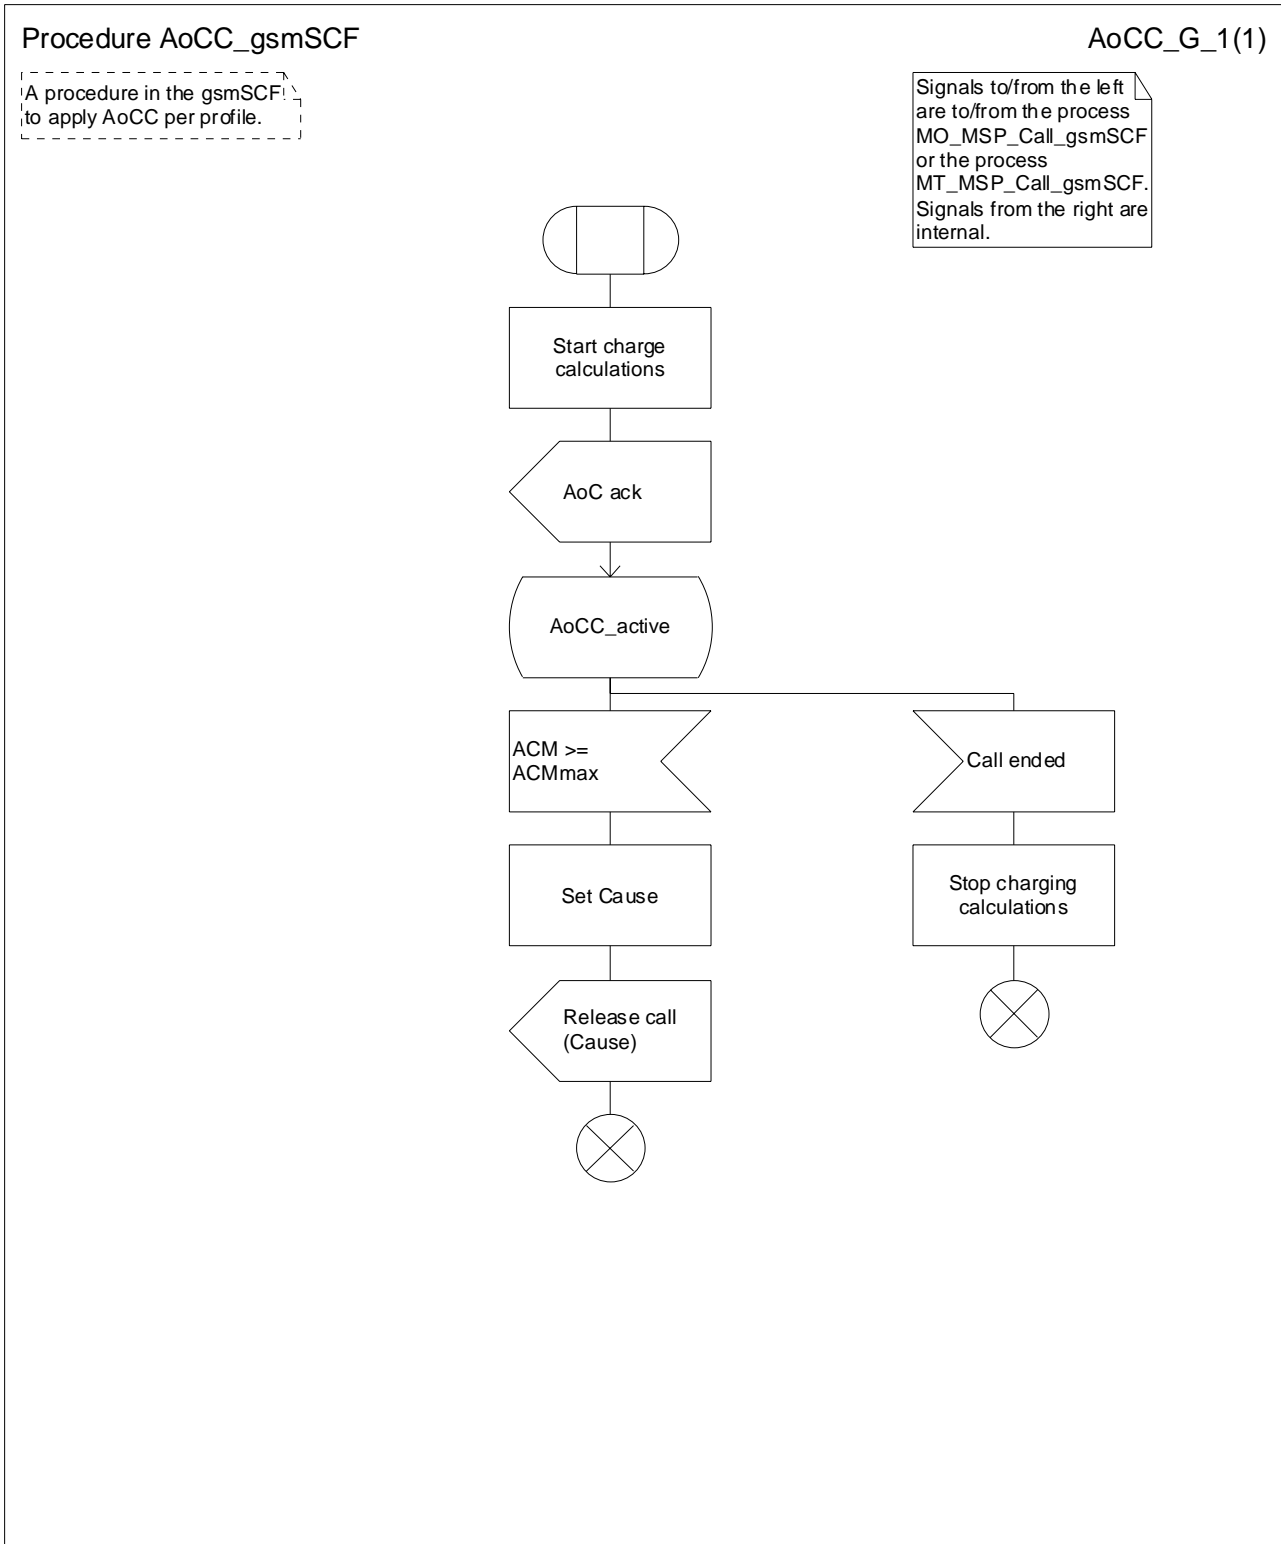 Procedure AoCC_gsmSCF
AoCC_G_1(1)
A procedure in the gsmSCF
to apply AoCC per profile.
Signals to/from the left
are to/from the process
MO_MSP_Call_gsmSCF
or the process
MT_MSP_Call_gsmSCF.
Signals from the right are
internal.
Start charge
calculations
AoC ack
AoCC_active
ACM >=
ACMmax
Call ended
Set Cause
Stop charging
calculations
Release call
(Cause)